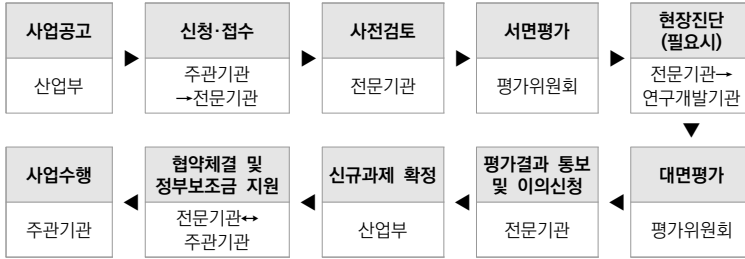 사업공고
산업부
신청·접수
주관기관
→전문기관
사전검토
전문기관
서면평가
평가위원회
현장진단
(필요시)
전문기관→
연구개발기관
대면평가
평가위원회
평가결과 통보
및 이의신청
전문기관
신규과제 확정
산업부
협약체결 및
정부보조금 지원
전문기관↔
주관기관
사업수행
주관기관